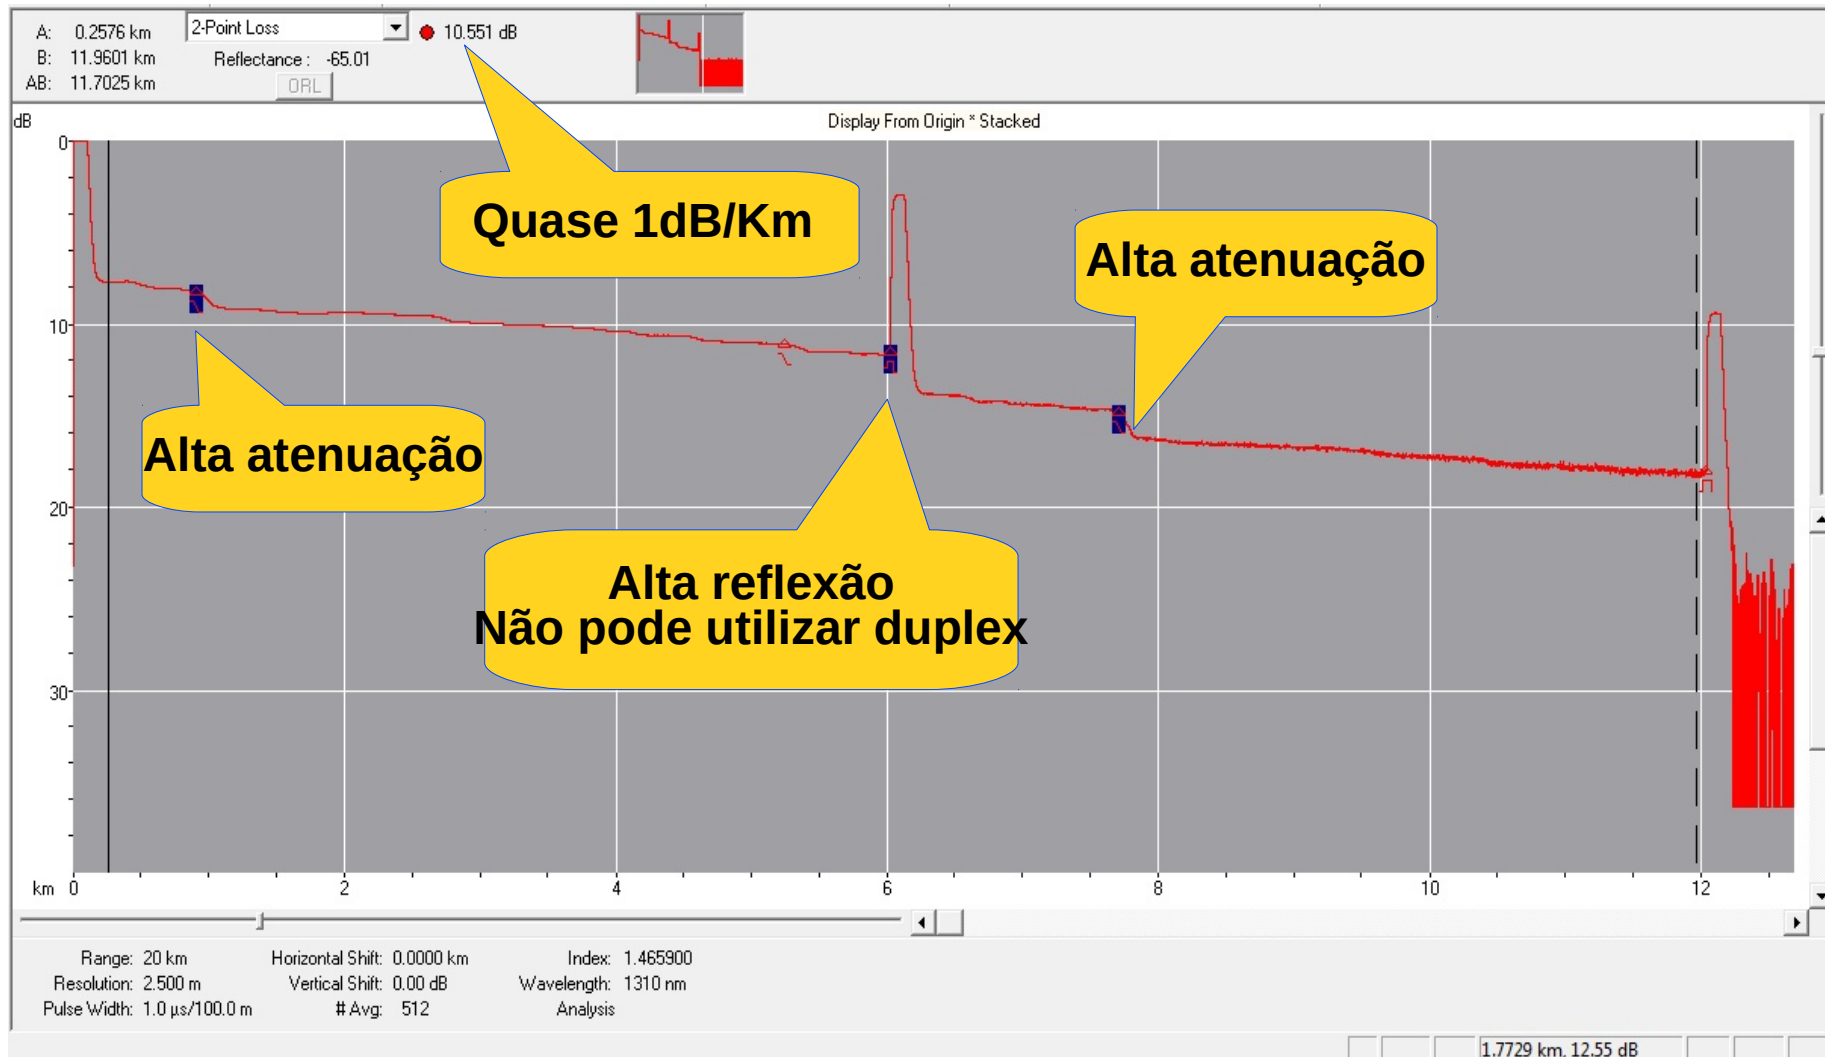 A: 0.2576 km
2-Point Loss
10.551 dB
B: 11.9601 km
Reflectance : -65.01
AB: 11.7025 km
ORL
dB
Display From Origin * Stacked
0
10
20
30
Quase 1dB/Km
Alta atenuação
Alta atenuação
Alta reflexão
Não pode utilizar duplex
km 0 2 4 6 8 10 12
Range: 20 km Horizontal Shift: 0.0000 km Index: 1.465900
Resolution: 2.500 m Vertical Shift: 0.00 dB Wavelength: 1310 nm
Pulse Width: 1.0 µs/100.0 m # Avg: 512 Analysis
1.7729 km, 12.55 dB